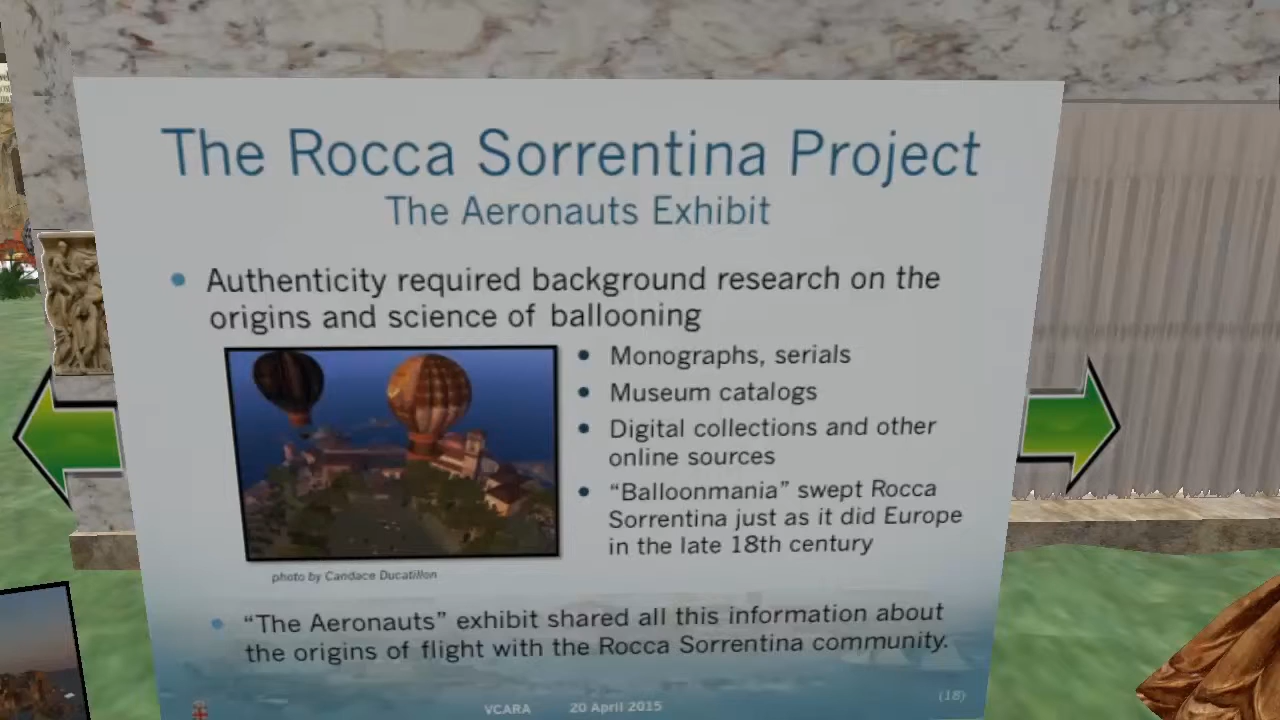 The Rocca Sorrentina Project
The Aeronauts Exhibit
• Authenticity required background research on the
origins and science of ballooning
• Monographs, serials
• Museum catalogs
• Digital collections and other
online sources
• “Balloonmania” swept Rocca
Sorrentina just as it did Europe
in the late 18th century
photo by Candace Ducatillon
• “The Aeronauts” exhibit shared all this information about
the origins of flight with the Rocca Sorrentina community.
VCARA 20 April 2015 (18)